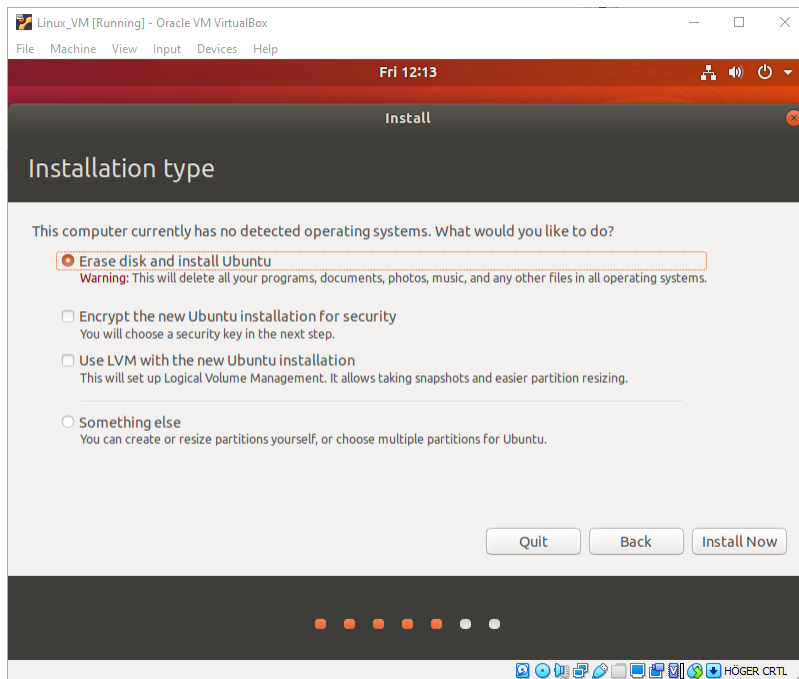 Linux_VM [Running] - Oracle VM VirtualBox
File Machine View Input Devices Help
Fri 12:13
Install
Installation type
This computer currently has no detected operating systems. What would you like to do?
Erase disk and install Ubuntu
Warning: This will delete all your programs, documents, photos, music, and any other files in all operating systems.
Encrypt the new Ubuntu installation for security
You will choose a security key in the next step.
Use LVM with the new Ubuntu installation
This will set up Logical Volume Management. It allows taking snapshots and easier partition resizing.
Something else
You can create or resize partitions yourself, or choose multiple partitions for Ubuntu.
Quit Back Install Now
HÖGER CRTL